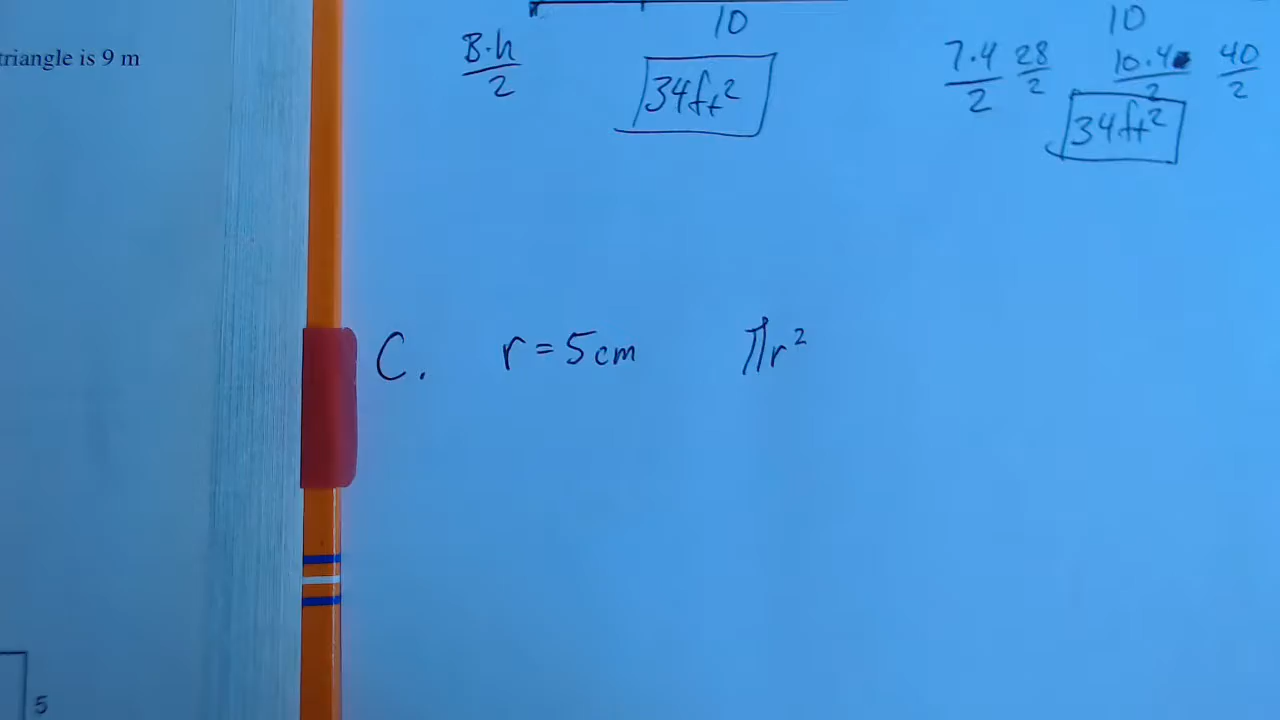 triangle is 9 m
10
B·h
2
34ft²
10
7·4
2
28
2
10·4
2
40
2
34ft²
C. r = 5cm πr²
5